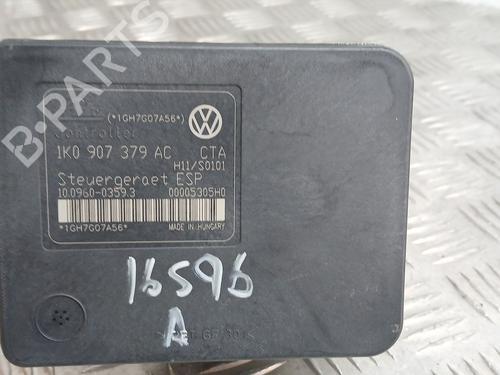 B-PARTS
(*1GH7G07A56*)
Controller
1K0 907 379 AC CTA
H11/S0101
Steuergeraet ESP
10.0960-0359.3 00005305H0
*1GH7G07A56* MADE IN HUNGARY
16596
A